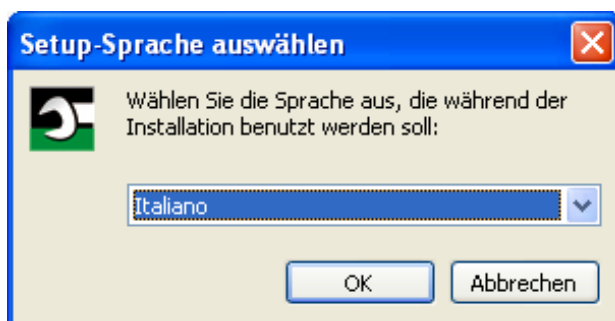 Setup-Sprache auswählen
Wählen Sie die Sprache aus, die während der
Installation benutzt werden soll:
Italiano
OK
Abbrechen